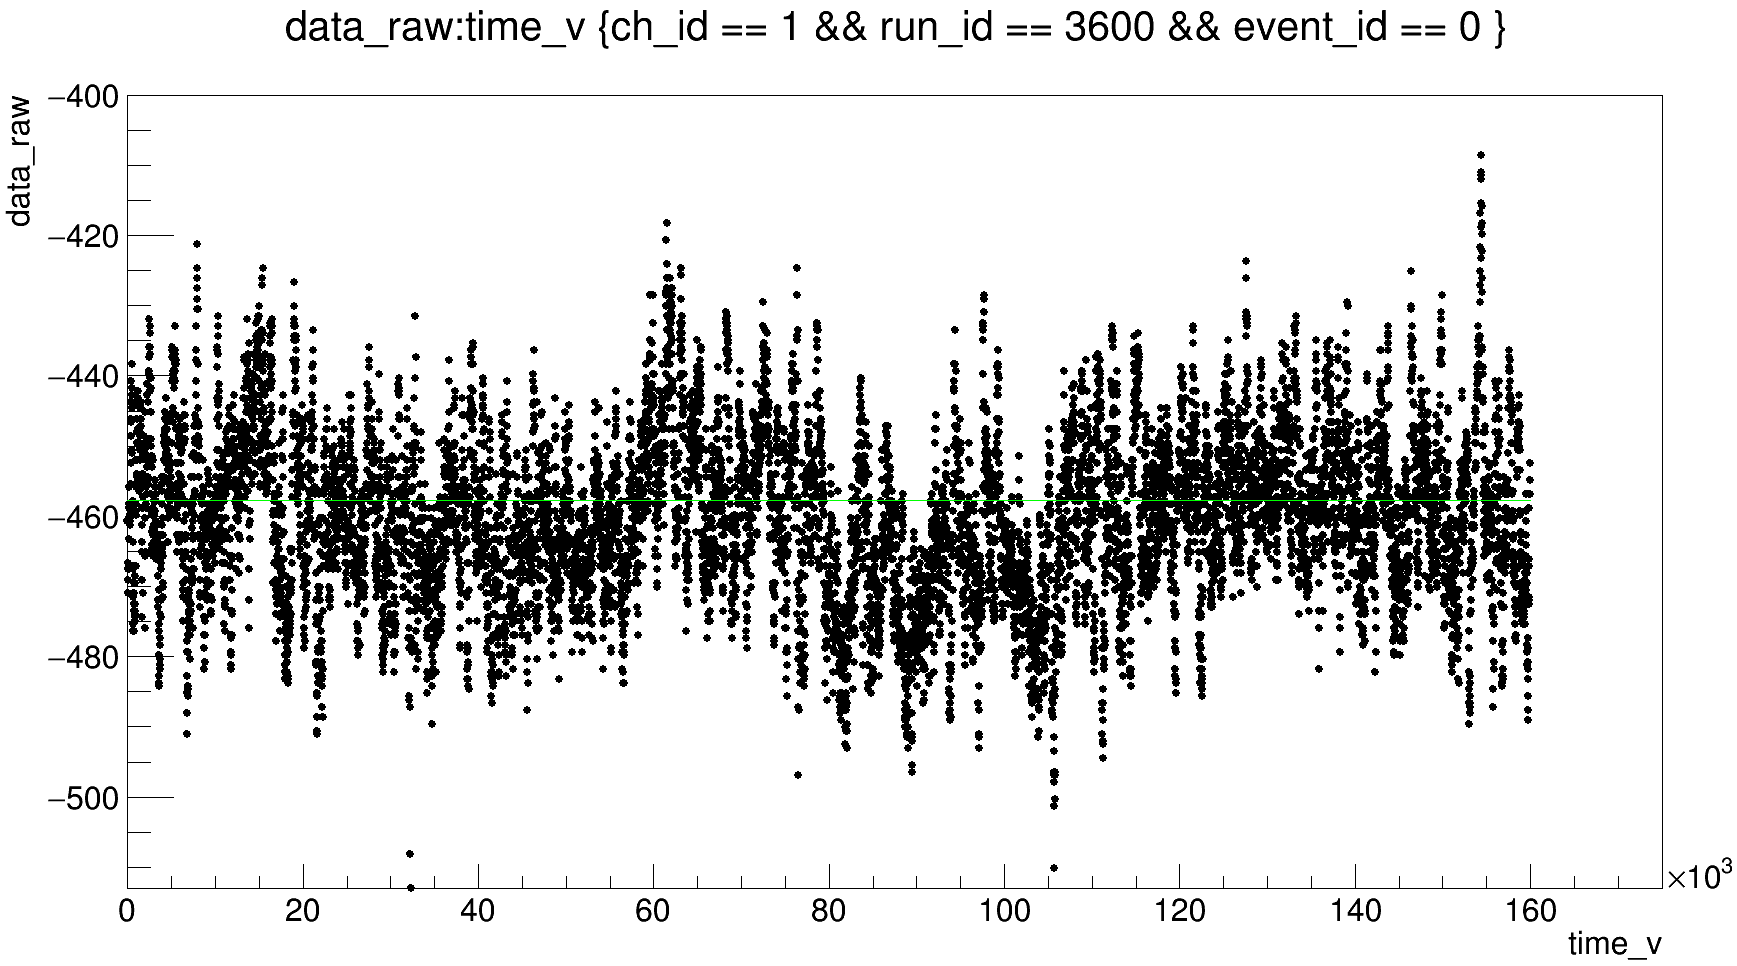 data_raw:time_v {ch_id == 1 && run_id == 3600 && event_id == 0 }
data_raw
−400
−420
−440
−460
−480
−500
0 20 40 60 80 100 120 140 160
×10³
time_v